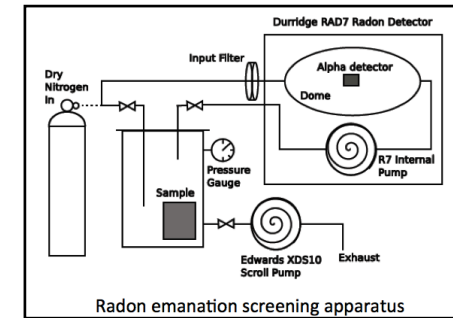 Durridge RAD7 Radon Detector
Input Filter
Alpha detector
Dry
Nitrogen
In
Dome
R7 Internal
Pump
Pressure
Gauge
Sample
Edwards XDS10
Scroll Pump
Exhaust
Radon emanation screening apparatus